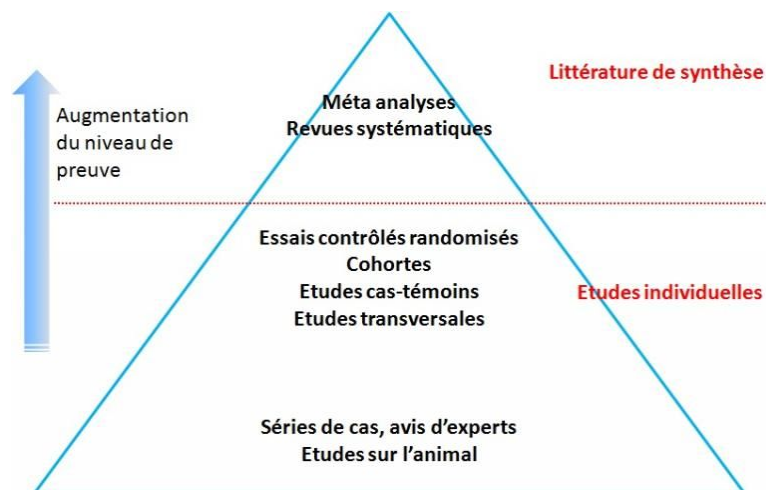 Littérature de synthèse
Augmentation
du niveau de
preuve
Méta analyses
Revues systématiques
Essais contrôlés randomisés
Cohortes
Etudes cas-témoins
Etudes transversales
Etudes individuelles
Séries de cas, avis d’experts
Etudes sur l’animal